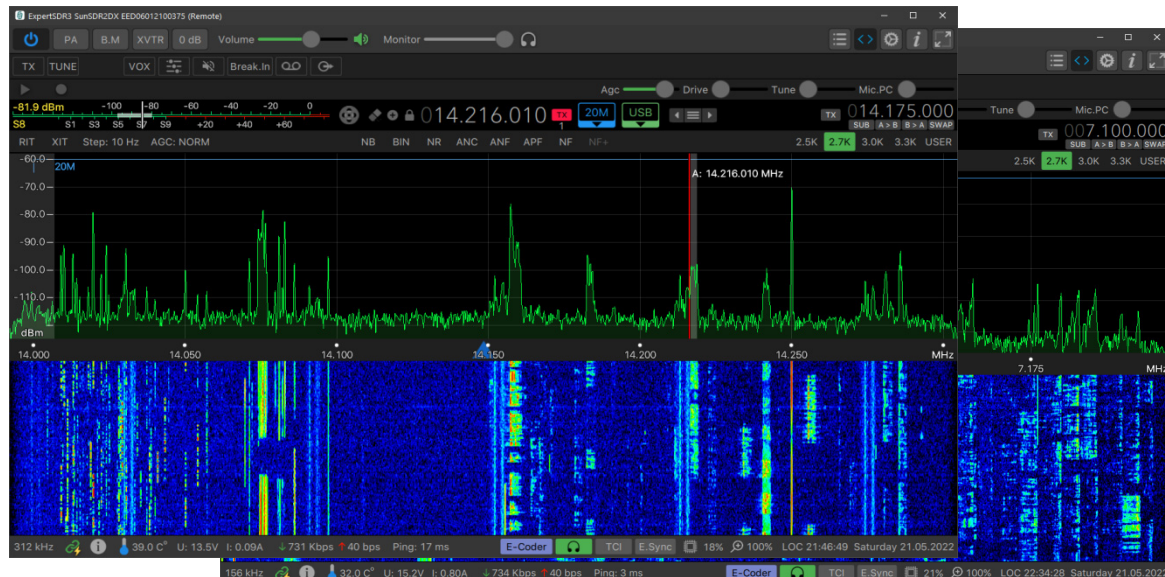 ExpertSDR3 SunSDR2DX EED06012100375 (Remote)
PA B.M XVTR 0 dB Volume Monitor
TX TUNE VOX Break.In
Agc Drive Tune Mic.PC
-81.9 dBm -100 -80 -60 -40 -20 0
014.216.010 TX 1 20M USB TX 014.175.000
S8 S1 S3 S5 S7 S9 +20 +40 +60
SUB A>B B>A SWAP
RIT XIT Step: 10 Hz AGC: NORM NB BIN NR ANC ANF APF NF NF+ 2.5K 2.7K 3.0K 3.3K USER
-60.0
20M
A: 14.216.010 MHz
-70.0
-80.0
-90.0
-100.0
-110.0
dBm
14.000 14.050 14.100 14.150 14.200 14.250 MHz
312 kHz 39.0 C° U: 13.5V I: 0.09A 731 Kbps 40 bps Ping: 17 ms E-Coder TCI E.Sync 18% 100% LOC 21:46:49 Saturday 21.05.2022
Tune Mic.PC
TX 007.100.000
SUB A>B B>A SWAP
2.5K 2.7K 3.0K 3.3K USER
7.175 MHz
156 kHz 32.0 C° U: 15.2V I: 0.80A 734 Kbps 40 bps Ping: 3 ms E-Coder TCI E.Sync 21% 100% LOC 22:34:28 Saturday 21.05.2022